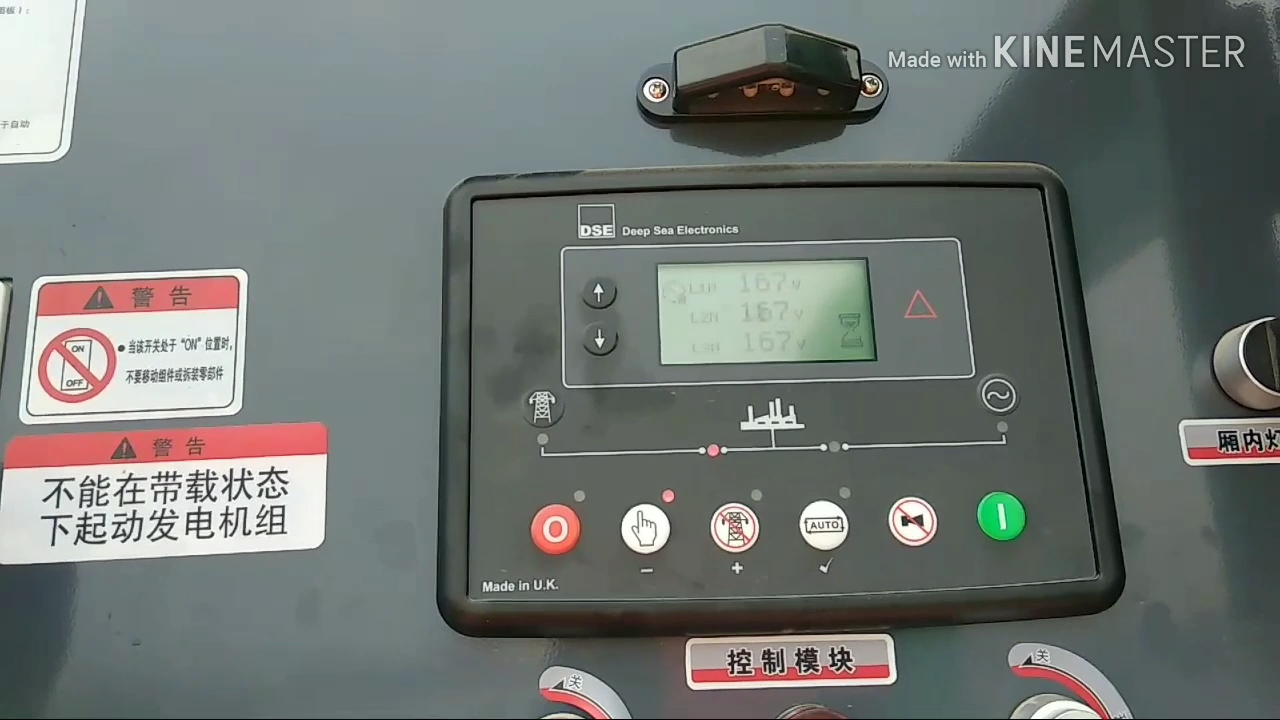 Made with KINEMASTER
子自动
DSE Deep Sea Electronics
L1N 167v
L2N 167v
L3N 167v
警告
ON
OFF
当该开关处于“ON”位置时,
不要移动组件或拆装零部件
警告
不能在带载状态
下起动发电机组
厢内灯
AUTO
− + ✓
Made in U.K.
控制模块
关
关